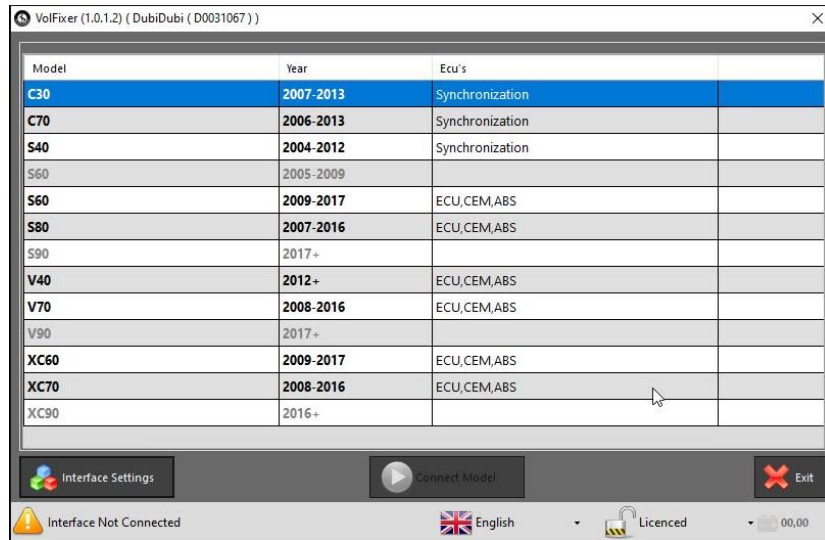 VolFixer (1.0.1.2) ( DubiDubi ( D0031067 ) )
Model Year Ecu's
C30 2007-2013 Synchronization
C70 2006-2013 Synchronization
S40 2004-2012 Synchronization
S60 2005-2009
S60 2009-2017 ECU,CEM,ABS
S80 2007-2016 ECU,CEM,ABS
S90 2017+
V40 2012+ ECU,CEM,ABS
V70 2008-2016 ECU,CEM,ABS
V90 2017+
XC60 2009-2017 ECU,CEM,ABS
XC70 2008-2016 ECU,CEM,ABS
XC90 2016+
Interface Settings Connect Model Exit
Interface Not Connected English Licenced 00,00